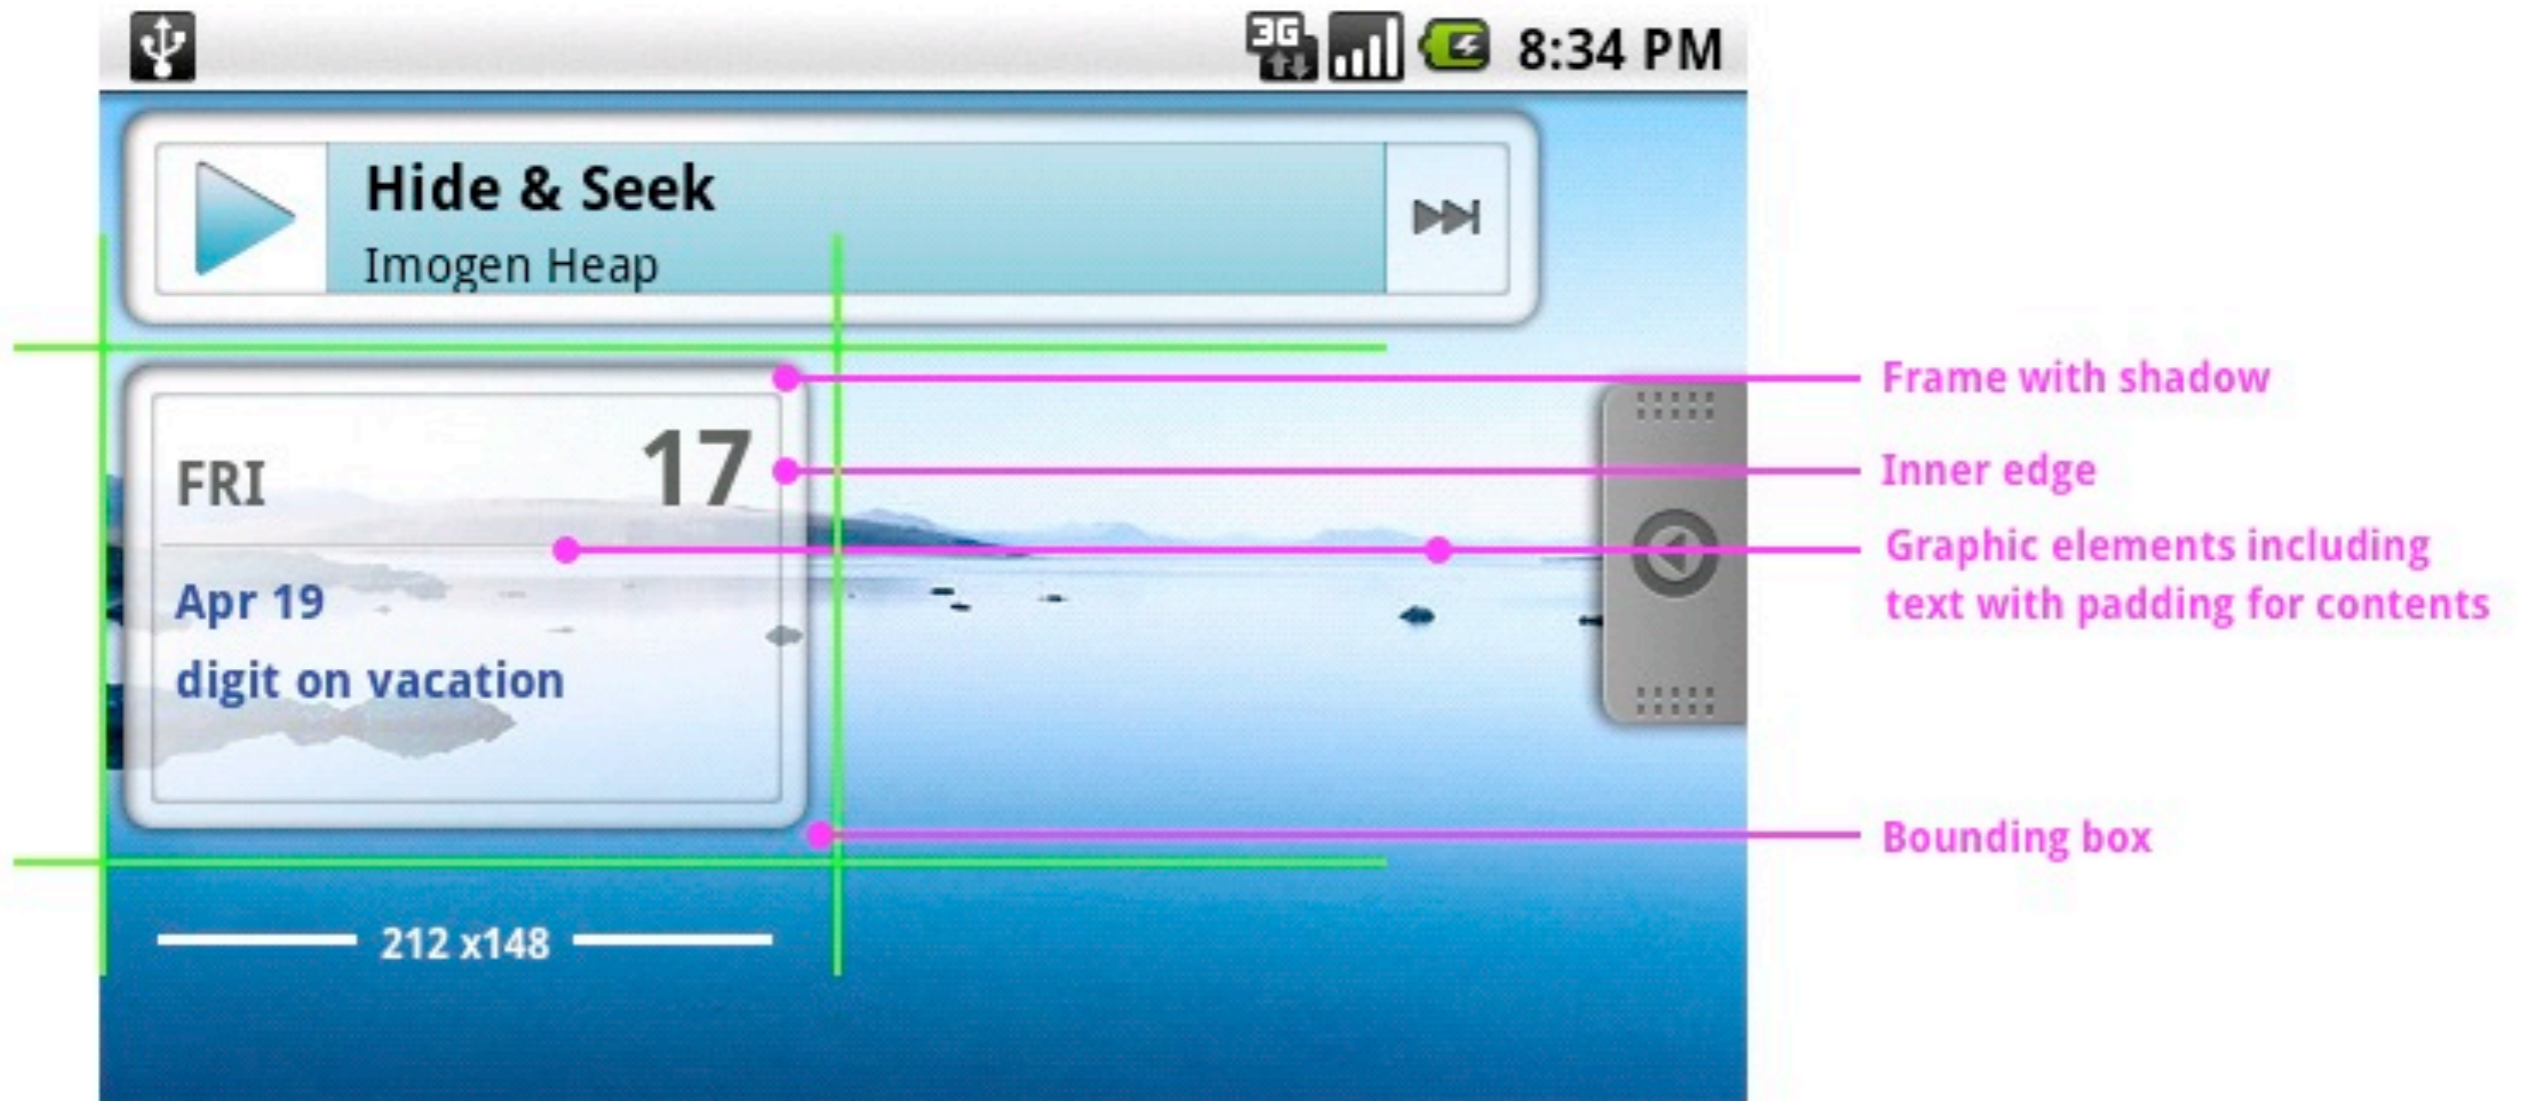 3G 8:34 PM
Hide & Seek
Imogen Heap
Frame with shadow
FRI 17
Inner edge
Graphic elements including
text with padding for contents
Apr 19
digit on vacation
Bounding box
212 x148